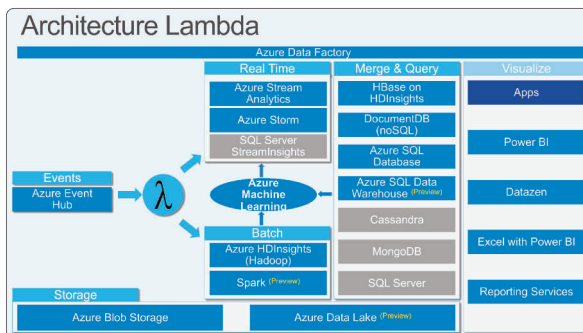 Architecture Lambda
Azure Data Factory
Real Time
Azure Stream
Analytics
Azure Storm
SQL Server
StreamInsights
Merge & Query
HBase on
HDInsights
DocumentDB
(noSQL)
Azure SQL
Database
Azure SQL Data
Warehouse (Preview)
Cassandra
MongoDB
SQL Server
Visualize
Apps
Power BI
Datazen
Excel with Power BI
Reporting Services
Events
Azure Event
Hub
λ
Azure
Machine
Learning
Batch
Azure HDInsights
(Hadoop)
Spark (Preview)
Storage
Azure Blob Storage
Azure Data Lake (Preview)